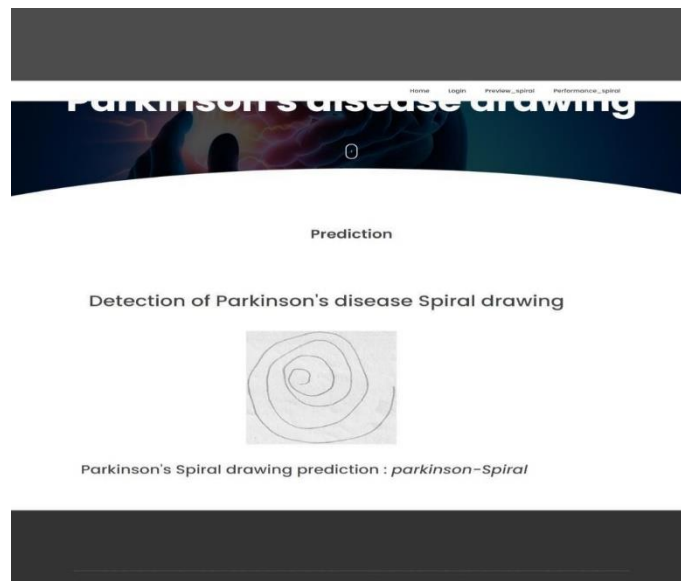 Home Login Preview_spiral Performance_spiral
Parkinson's disease drawing
Prediction
Detection of Parkinson's disease Spiral drawing
Parkinson's Spiral drawing prediction : parkinson-Spiral